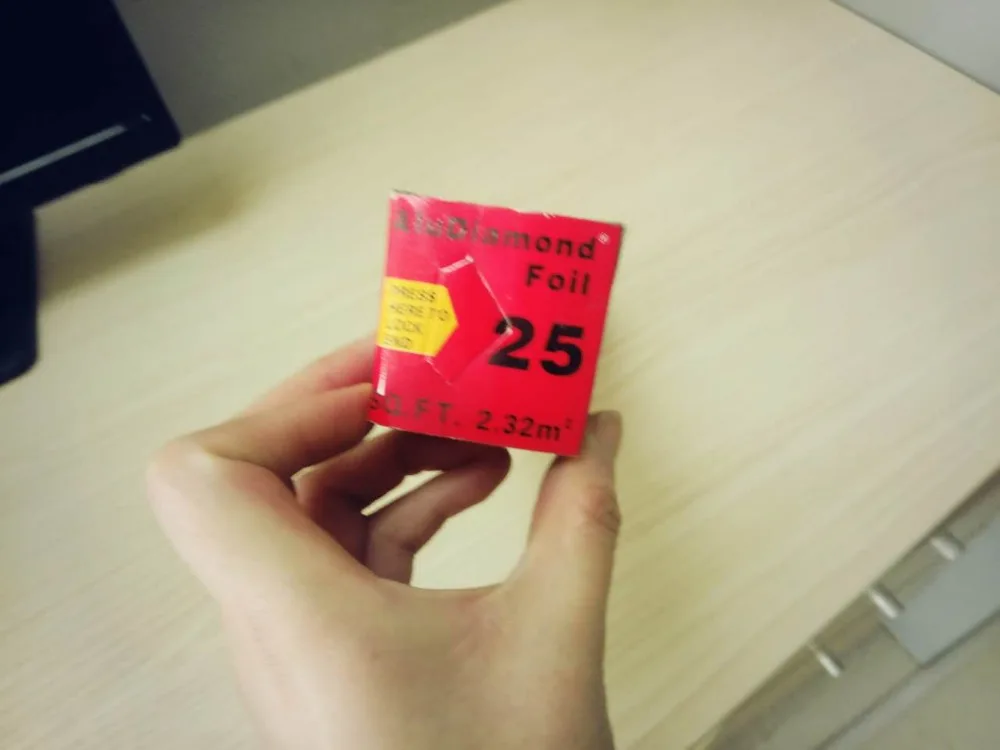 AluDiamond®
Foil
PRESS
HERE TO
LOCK
END
25
SQ.FT. 2.32m²